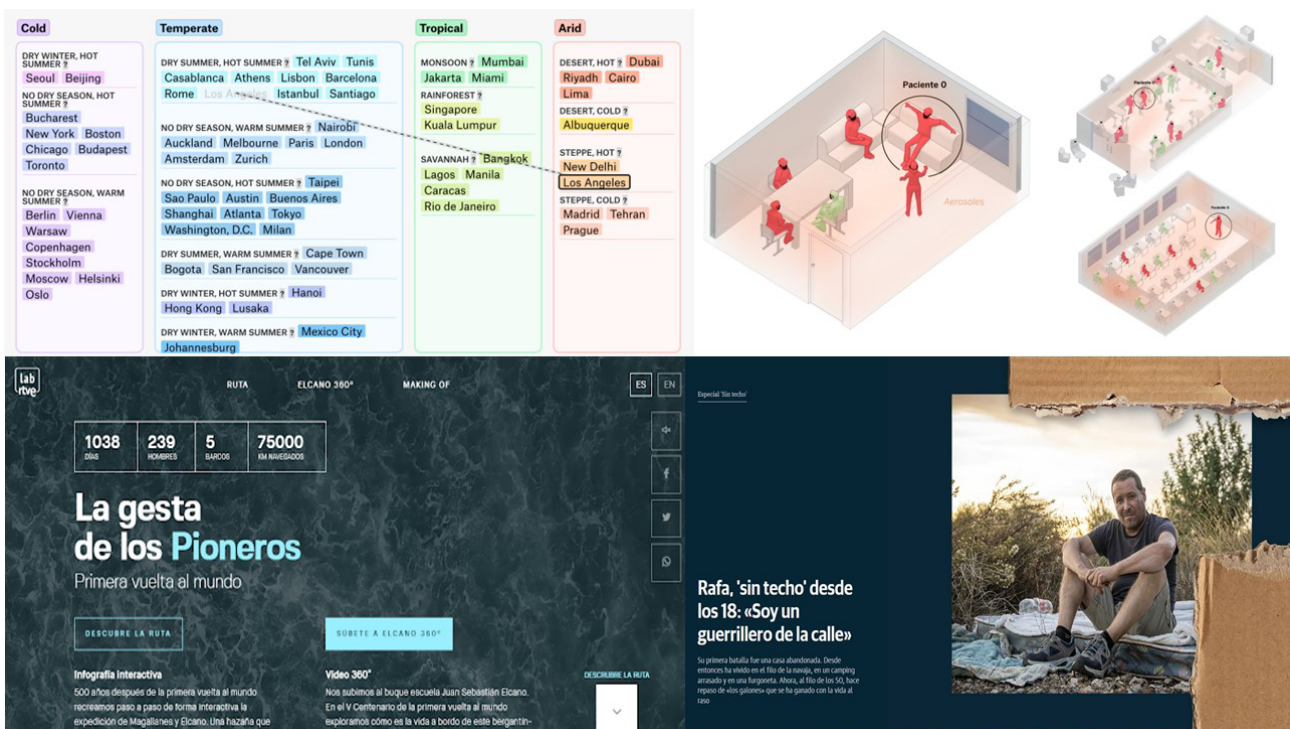 Cold
DRY WINTER, HOT
SUMMER ?
Seoul Beijing
NO DRY SEASON, HOT
SUMMER ?
Bucharest
New York Boston
Chicago Budapest
Toronto
NO DRY SEASON, WARM
SUMMER ?
Berlin Vienna
Warsaw
Copenhagen
Stockholm
Moscow Helsinki
Oslo
Temperate
DRY SUMMER, HOT SUMMER ? Tel Aviv Tunis
Casablanca Athens Lisbon Barcelona
Rome Los Angeles Istanbul Santiago
NO DRY SEASON, WARM SUMMER ? Nairobi
Auckland Melbourne Paris London
Amsterdam Zurich
NO DRY SEASON, HOT SUMMER ? Taipei
Sao Paulo Austin Buenos Aires
Shanghai Atlanta Tokyo
Washington, D.C. Milan
DRY SUMMER, WARM SUMMER ? Cape Town
Bogota San Francisco Vancouver
DRY WINTER, HOT SUMMER ? Hanoi
Hong Kong Lusaka
DRY WINTER, WARM SUMMER ? Mexico City
Johannesburg
Tropical
MONSOON ? Mumbai
Jakarta Miami
RAINFOREST ?
Singapore
Kuala Lumpur
SAVANNAH ? Bangkok
Lagos Manila
Caracas
Rio de Janeiro
Arid
DESERT, HOT ? Dubai
Riyadh Cairo
Lima
DESERT, COLD ?
Albuquerque
STEPPE, HOT ?
New Delhi
Los Angeles
STEPPE, COLD ?
Madrid Tehran
Prague
Paciente 0
Aerosoles
Paciente 0
Paciente 0
lab
rtve
RUTA ELCANO 360º MAKING OF
ES EN
1038 239 5 75000
DÍAS HOMBRES BARCOS KM NAVEGADOS
La gesta
de los Pioneros
Primera vuelta al mundo
DESCUBRE LA RUTA
SÚBETE A ELCANO 360º
Infografía interactiva
500 años después de la primera vuelta al mundo
recreamos paso a paso de forma interactiva la
expedición de Magallanes y Elcano. Una hazaña que
Vídeo 360º
Nos subimos al buque escuela Juan Sebastián Elcano.
En el V Centenario de la primera vuelta al mundo
exploramos cómo es la vida a bordo de este bergantín-
DESCRUBRE LA RUTA
Especial 'Sin techo'
Rafa, 'sin techo' desde
los 18: «Soy un
guerrillero de la calle»
Su primera batalla fue una casa abandonada. Desde
entonces ha vivido en el filo de la navaja, en un camping
arrasado y en una furgoneta. Ahora, al filo de los 50, hace
repaso de «los galones» que se ha ganado con la vida al
raso